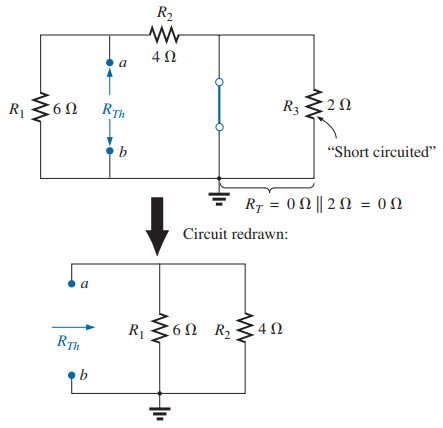 R2
4 Ω
a
R1
6 Ω
RTh
R3
2 Ω
b
“Short circuited”
RT = 0 Ω || 2 Ω = 0 Ω
Circuit redrawn:
a
R1
6 Ω
R2
4 Ω
RTh
b